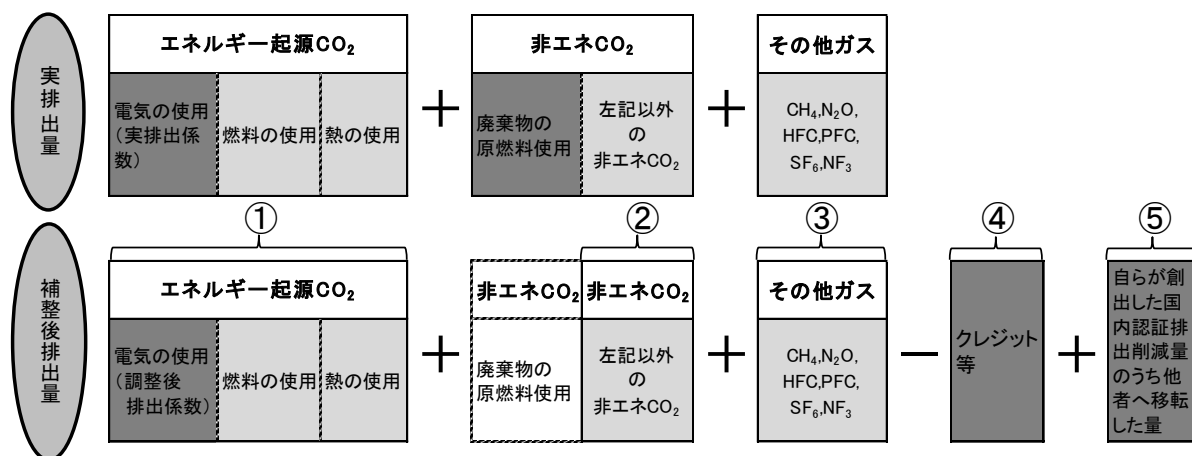 実排出量
エネルギー起源CO₂
電気の使用
(実排出係
数)
燃料の使用
熱の使用
＋
非エネCO₂
廃棄物の
原燃料使用
左記以外
の
非エネCO₂
＋
その他ガス
CH₄,N₂O,
HFC,PFC,
SF₆,NF₃
補整後排出量
①
エネルギー起源CO₂
電気の使用
(調整後
排出係数)
燃料の使用
熱の使用
＋
非エネCO₂
廃棄物の
原燃料使用
②
非エネCO₂
左記以外
の
非エネCO₂
＋
③
その他ガス
CH₄,N₂O,
HFC,PFC,
SF₆,NF₃
－
④
クレジット
等
＋
⑤
自らが創
出した国
内認証排
出削減量
のうち他
者へ移転
した量